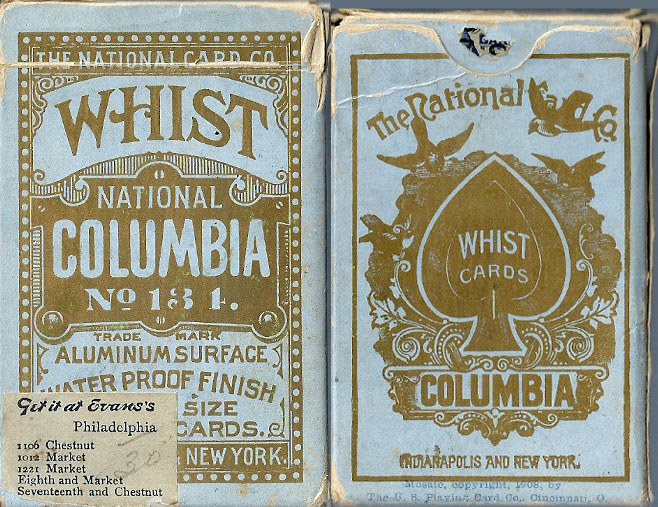 THE NATIONAL CARD CO.
WHIST
NATIONAL
COLUMBIA
No 134.
TRADE MARK
ALUMINUM SURFACE
WATER PROOF FINISH
SIZE
CARDS.
NEW YORK.
Get it at Evans's
Philadelphia
1106 Chestnut
1012 Market
1221 Market
Eighth and Market
Seventeenth and Chestnut
30
The National Card Co.
WHIST
CARDS
COLUMBIA
INDIANAPOLIS AND NEW YORK.
Mosaic, copyright, 1908, by
The U. S. Playing Card Co., Cincinnati, O.